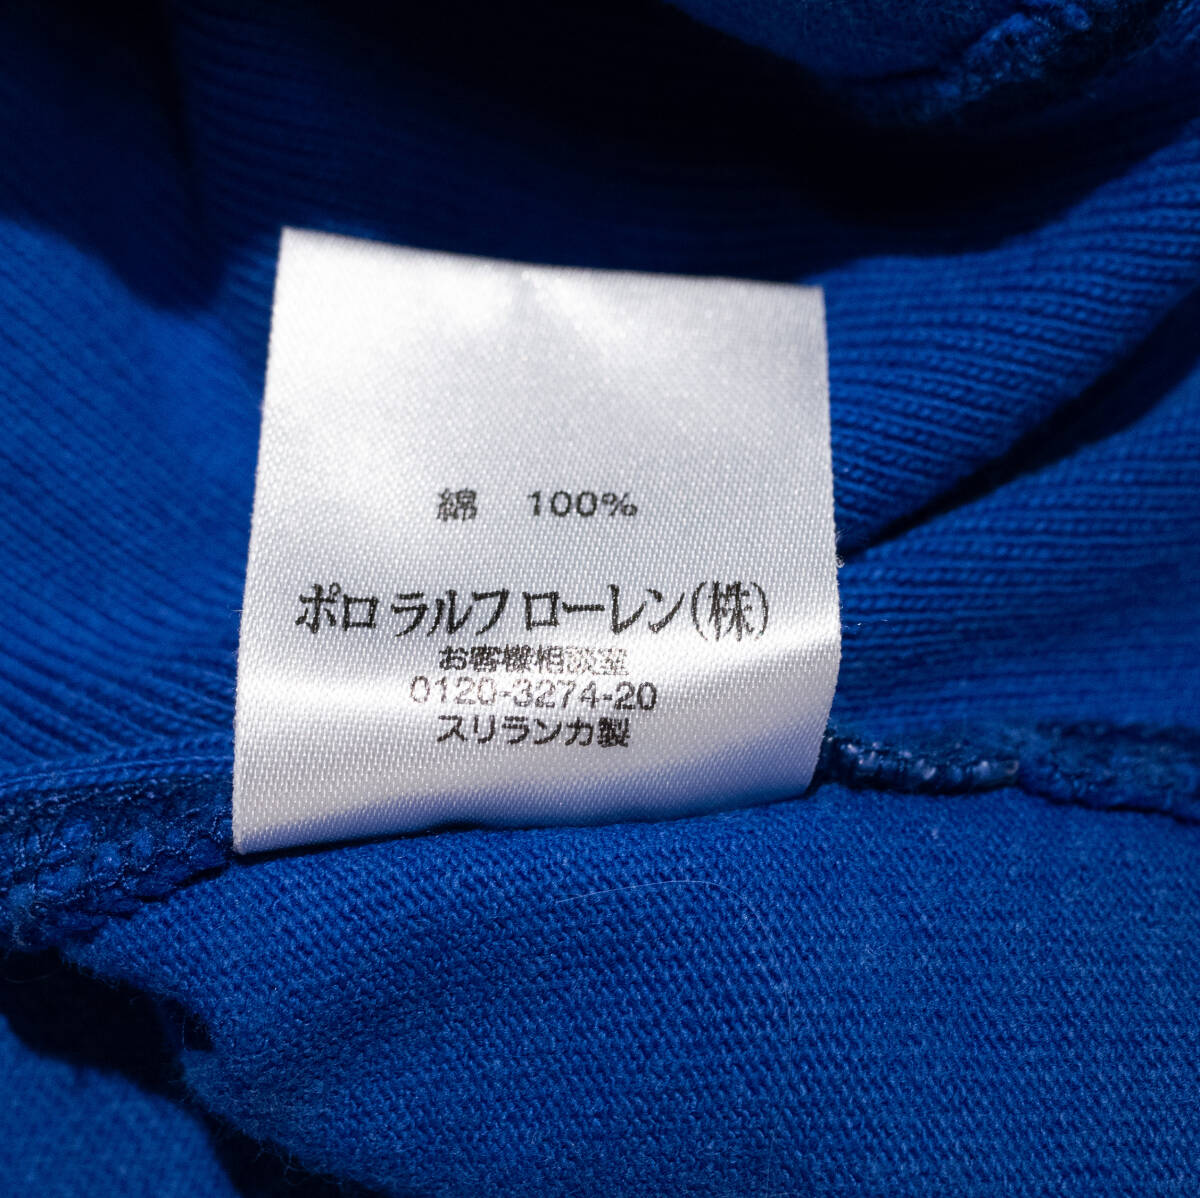 綿　100%
ポロ ラルフ ローレン(株)
お客様相談室
0120-3274-20
スリランカ製